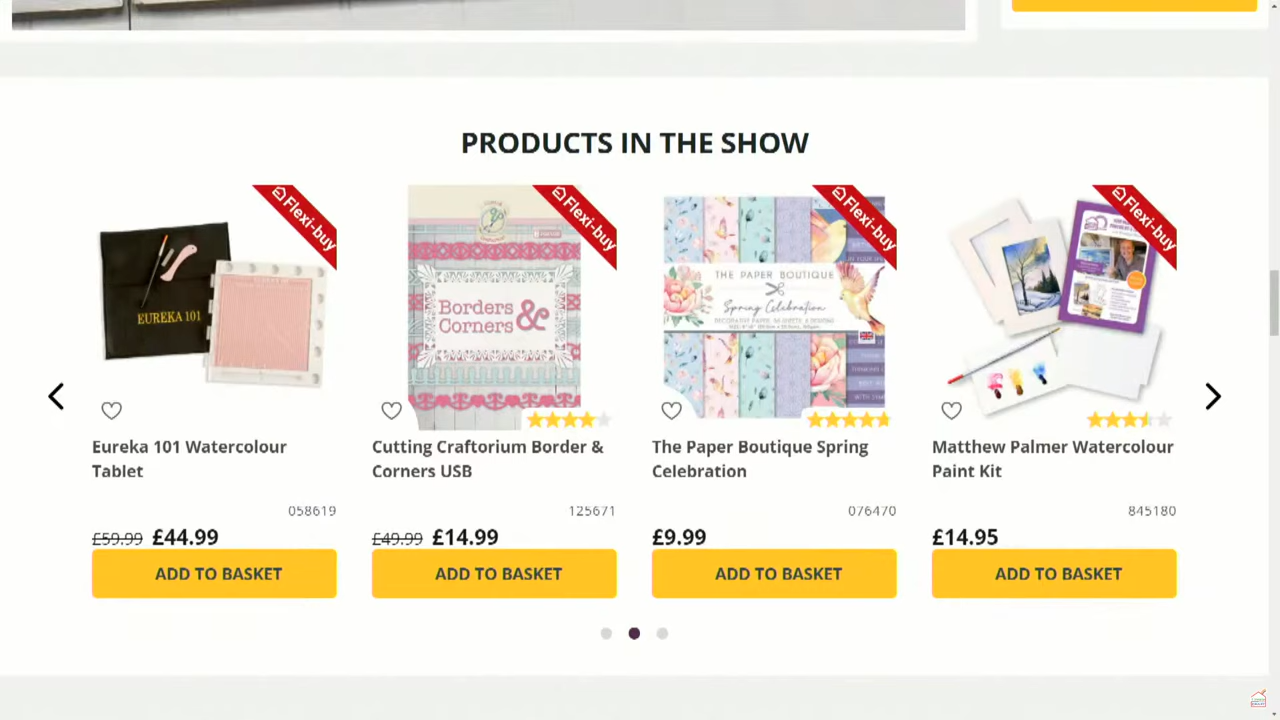 PRODUCTS IN THE SHOW
Flexi-buy
Flexi-buy
Flexi-buy
Flexi-buy
EUREKA 101
Borders &
Corners
THE PAPER BOUTIQUE
Spring Celebration
Eureka 101 Watercolour
Tablet
Cutting Craftorium Border &
Corners USB
The Paper Boutique Spring
Celebration
Matthew Palmer Watercolour
Paint Kit
058619
125671
076470
845180
£59.99 £44.99
£49.99 £14.99
£9.99
£14.95
ADD TO BASKET
ADD TO BASKET
ADD TO BASKET
ADD TO BASKET